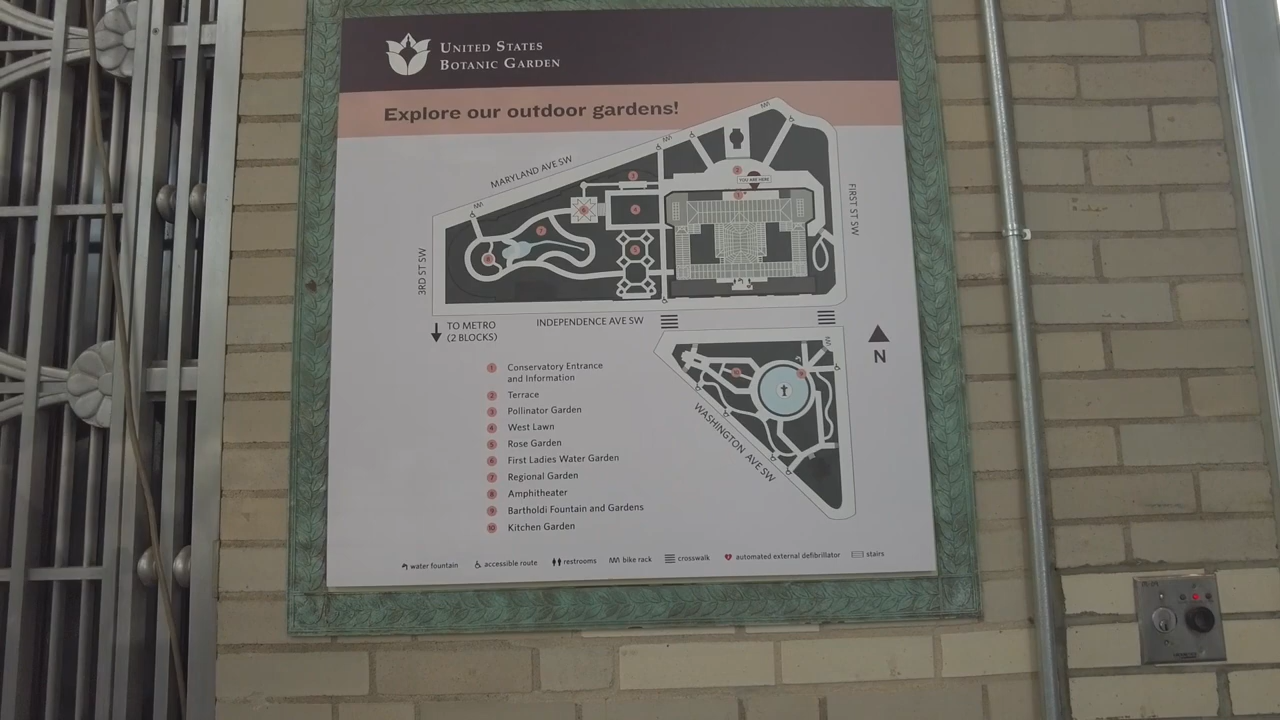 UNITED STATES
BOTANIC GARDEN
Explore our outdoor gardens!
MARYLAND AVE SW
YOU ARE HERE
FIRST ST SW
3RD ST SW
TO METRO
(2 BLOCKS)
INDEPENDENCE AVE SW
N
WASHINGTON AVE SW
1 Conservatory Entrance
and Information
2 Terrace
3 Pollinator Garden
4 West Lawn
5 Rose Garden
6 First Ladies Water Garden
7 Regional Garden
8 Amphitheater
9 Bartholdi Fountain and Gardens
10 Kitchen Garden
water fountain accessible route restrooms bike rack crosswalk automated external defibrillator stairs